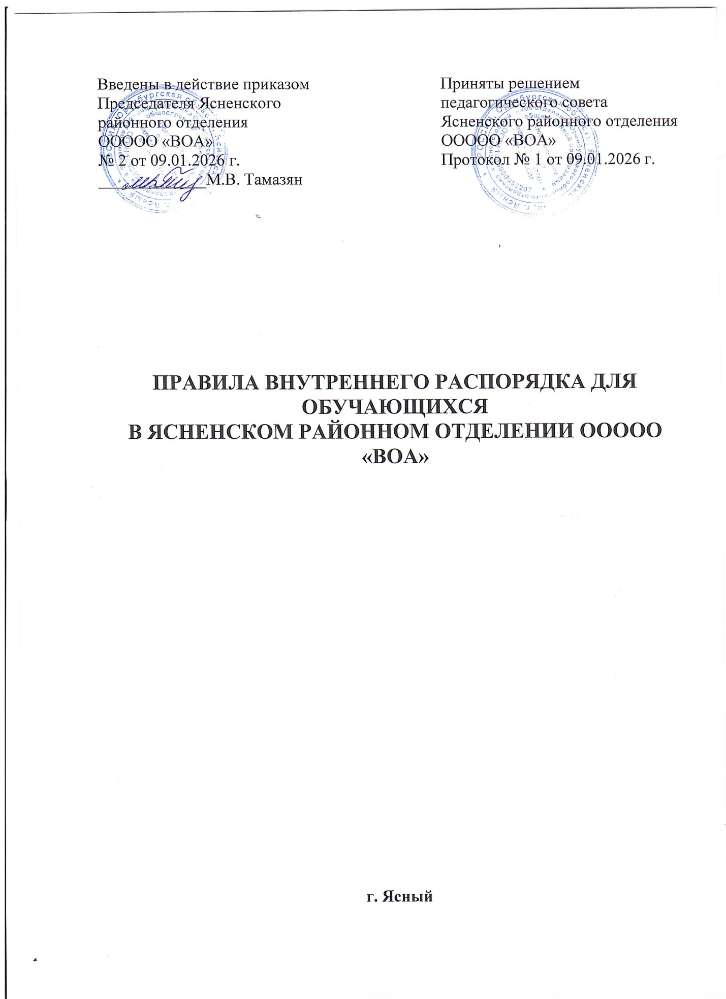 Введены в действие приказом
Председателя Ясненского
районного отделения
ООООО «ВОА»
№ 2 от 09.01.2026 г.
М.В. Тамазян
Приняты решением
педагогического совета
Ясненского районного отделения
ООООО «ВОА»
Протокол № 1 от 09.01.2026 г.
ПРАВИЛА ВНУТРЕННЕГО РАСПОРЯДКА ДЛЯ
ОБУЧАЮЩИХСЯ
В ЯСНЕНСКОМ РАЙОННОМ ОТДЕЛЕНИИ ООООО
«ВОА»
г. Ясный